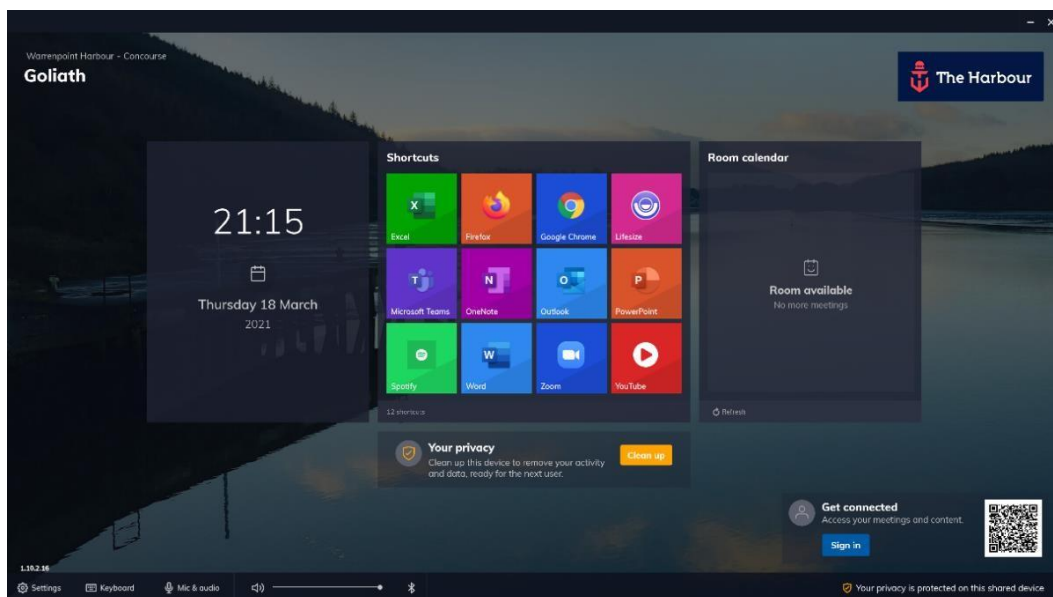 Warrenpoint Harbour - Concourse
Goliath
The Harbour
21:15
Thursday 18 March
2021
Shortcuts
Excel
Firefox
Google Chrome
Lifesize
Microsoft Teams
OneNote
Outlook
PowerPoint
Spotify
Word
Zoom
YouTube
12 shortcuts
Room calendar
Room available
No more meetings
Refresh
Your privacy
Clean up this device to remove your activity
and data, ready for the next user.
Clean up
Get connected
Access your meetings and content.
Sign in
1.10.2.16
Settings
Keyboard
Mic & audio
Your privacy is protected on this shared device